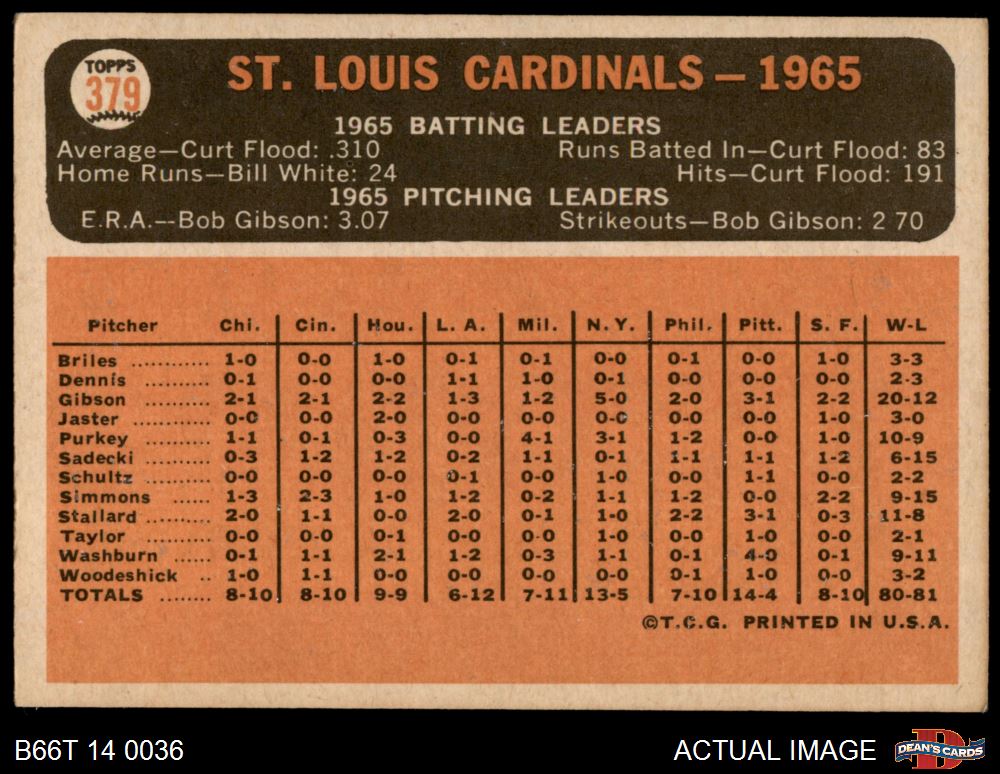 TOPPS
379
ST. LOUIS CARDINALS — 1965
1965 BATTING LEADERS
Average—Curt Flood: .310 Runs Batted In—Curt Flood: 83
Home Runs—Bill White: 24 Hits—Curt Flood: 191
1965 PITCHING LEADERS
E.R.A.—Bob Gibson: 3.07 Strikeouts—Bob Gibson: 2 70
Pitcher Chi. Cin. Hou. L. A. Mil. N. Y. Phil. Pitt. S. F. W-L
Briles .......... 1-0 0-0 1-0 0-1 0-1 0-0 0-1 0-0 1-0 3-3
Dennis .......... 0-1 0-0 0-0 1-1 1-0 0-1 0-0 0-0 0-0 2-3
Gibson ........ 2-1 2-1 2-2 1-3 1-2 5-0 2-0 3-1 2-2 20-12
Jaster .......... 0-0 0-0 2-0 0-0 0-0 0-0 0-0 0-0 1-0 3-0
Purkey ......... 1-1 0-1 0-3 0-0 4-1 3-1 1-2 0-0 1-0 10-9
Sadecki ........ 0-3 1-2 1-2 0-2 1-1 0-1 1-1 1-1 1-2 6-15
Schultz ........ 0-0 0-0 0-0 0-1 0-0 1-0 0-0 1-1 0-0 2-2
Simmons ...... 1-3 2-3 1-0 1-2 0-2 1-1 1-2 0-0 2-2 9-15
Stallard ........ 2-0 1-1 0-0 2-0 0-1 1-0 2-2 3-1 0-3 11-8
Taylor .......... 0-0 0-0 0-1 0-0 0-0 1-0 0-0 1-0 0-0 2-1
Washburn ..... 0-1 1-1 2-1 1-2 0-3 1-1 0-1 4-0 0-1 9-11
Woodeshick .. 1-0 1-1 0-0 0-0 0-0 0-0 0-1 1-0 0-0 3-2
TOTALS ........ 8-10 8-10 9-9 6-12 7-11 13-5 7-10 14-4 8-10 80-81
©T.C.G. PRINTED IN U.S.A.
B66T 14 0036 ACTUAL IMAGE
D
DEAN'S CARDS